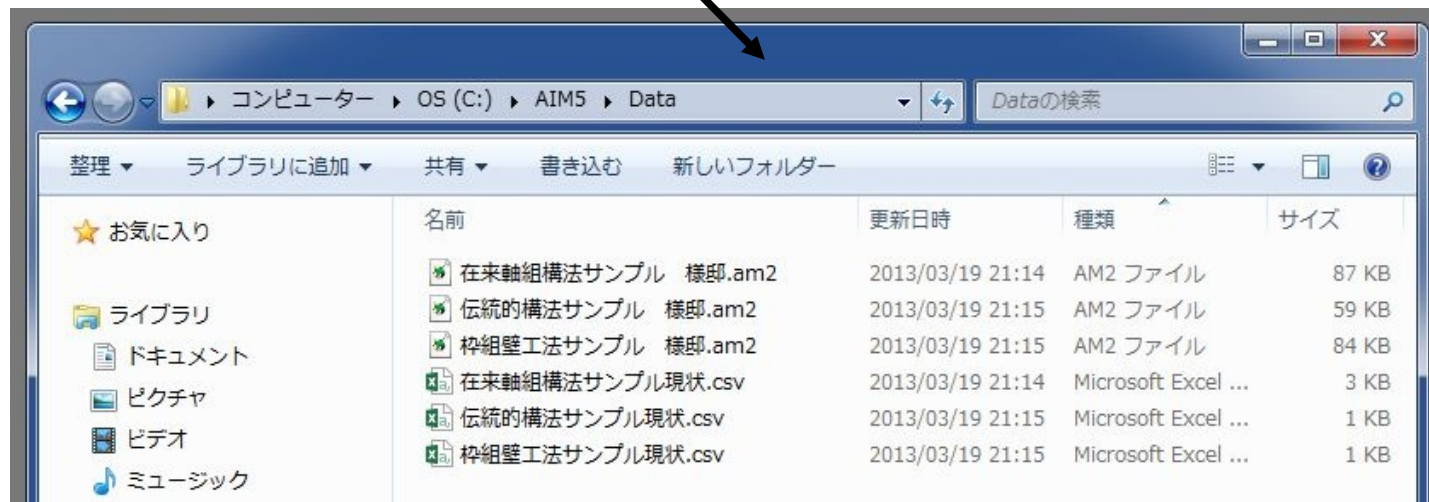 コンピューター ▸ OS (C:) ▸ AIM5 ▸ Data Dataの検索
整理 ライブラリに追加 共有 書き込む 新しいフォルダー
お気に入り
ライブラリ
ドキュメント
ピクチャ
ビデオ
ミュージック
名前 更新日時 種類 サイズ
在来軸組構法サンプル　様邸.am2 2013/03/19 21:14 AM2 ファイル 87 KB
伝統的構法サンプル　様邸.am2 2013/03/19 21:15 AM2 ファイル 59 KB
枠組壁工法サンプル　様邸.am2 2013/03/19 21:15 AM2 ファイル 84 KB
在来軸組構法サンプル現状.csv 2013/03/19 21:14 Microsoft Excel ... 3 KB
伝統的構法サンプル現状.csv 2013/03/19 21:15 Microsoft Excel ... 1 KB
枠組壁工法サンプル現状.csv 2013/03/19 21:15 Microsoft Excel ... 1 KB